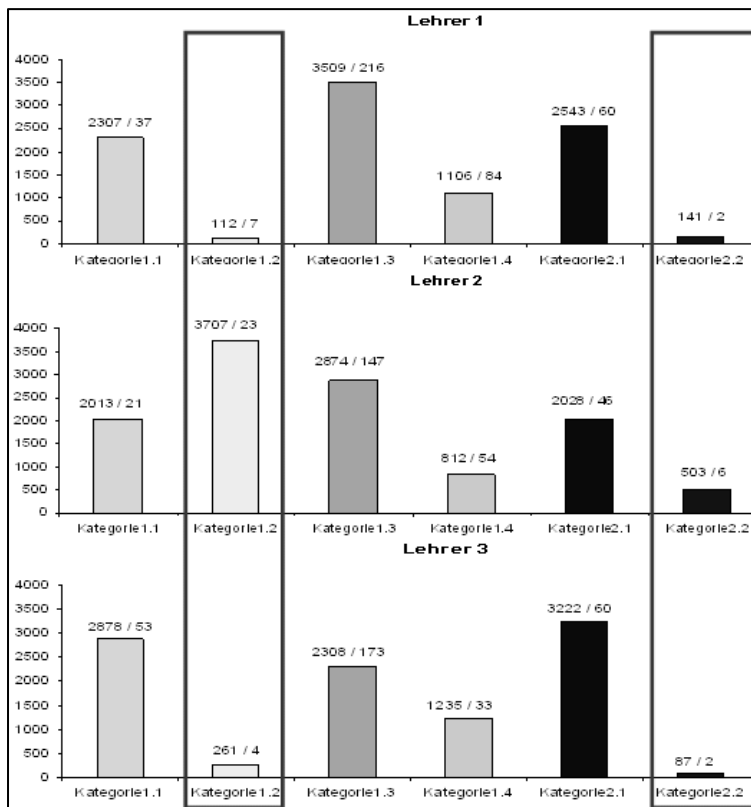 Lehrer 1
4000
3500
3000
2500
2000
1500
1000
500
0
2307 / 37
112 / 7
3509 / 216
1106 / 84
2543 / 60
141 / 2
Kategorie1.1
Kategorie1.2
Kategorie1.3
Kategorie1.4
Kategorie2.1
Kategorie2.2
Lehrer 2
4000
3500
3000
2500
2000
1500
1000
500
0
2013 / 21
3707 / 23
2874 / 147
812 / 54
2028 / 46
503 / 6
Kategorie1.1
Kategorie1.2
Kategorie1.3
Kategorie1.4
Kategorie2.1
Kategorie2.2
Lehrer 3
4000
3500
3000
2500
2000
1500
1000
500
0
2878 / 53
261 / 4
2308 / 173
1235 / 33
3222 / 60
87 / 2
Kategorie1.1
Kategorie1.2
Kategorie1.3
Kategorie1.4
Kategorie2.1
Kategorie2.2